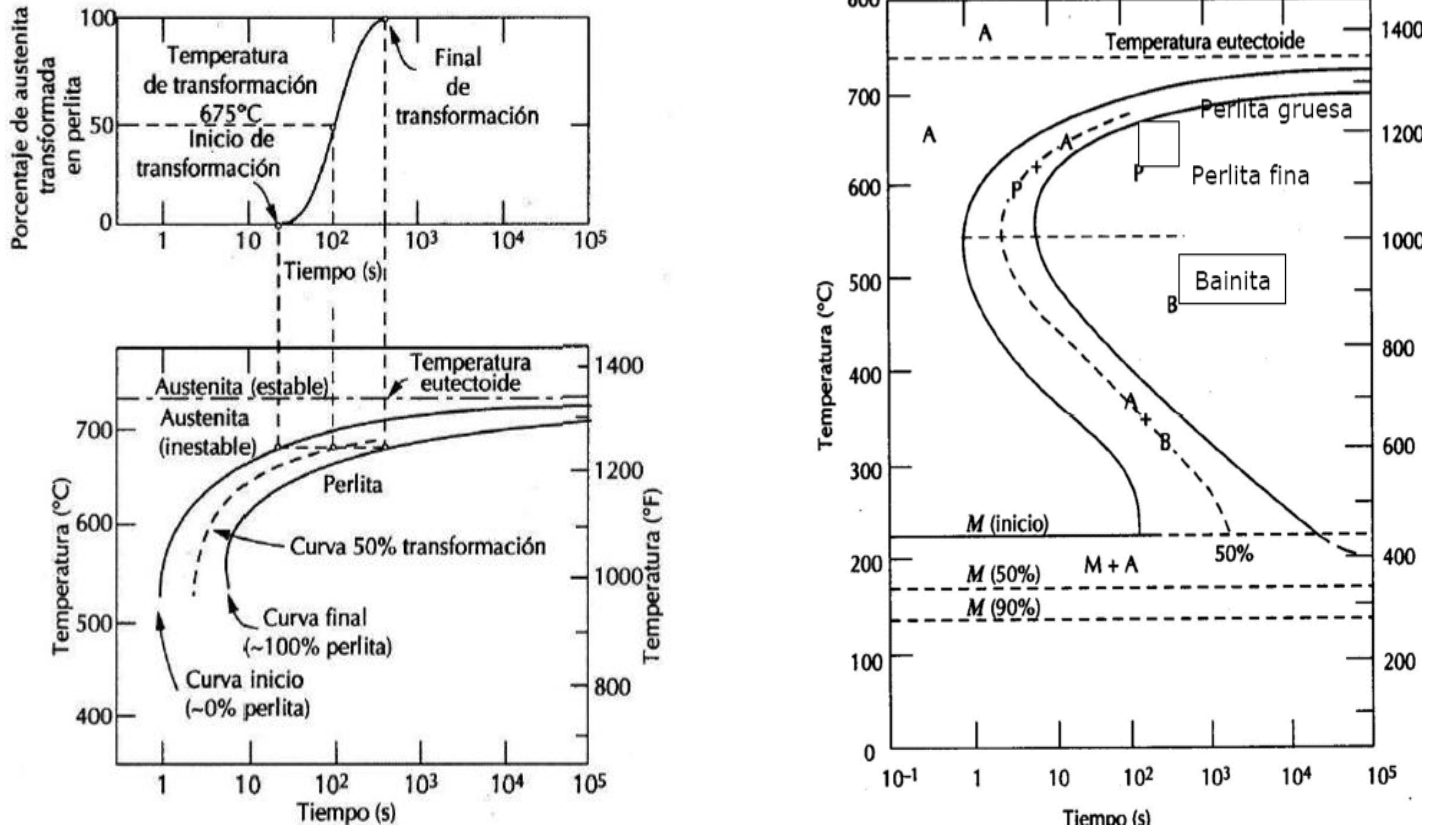 Porcentaje de austenita
transformada
en perlita
100
50
0
Temperatura
de transformación
675°C
Inicio de
transformación
Final
de
transformación
1
10
10²
10³
10⁴
10⁵
Tiempo (s)
Temperatura (°C)
700
600
500
400
Austenita (estable)
Austenita
(inestable)
Temperatura
eutectoide
Perlita
Curva 50% transformación
Curva final
(~100% perlita)
Curva inicio
(~0% perlita)
1400
1200
1000
800
Temperatura (°F)
1
10
10²
10³
10⁴
10⁵
Tiempo (s)
Temperatura (°C)
800
700
600
500
400
300
200
100
0
A
Temperatura eutectoide
A
Perlita gruesa
A
P
P
Perlita fina
Bainita
B
A
B
M (inicio)
M + A
50%
M (50%)
M (90%)
1400
1200
1000
800
600
400
200
10⁻¹
1
10
10²
10³
10⁴
10⁵
Tiempo (s)